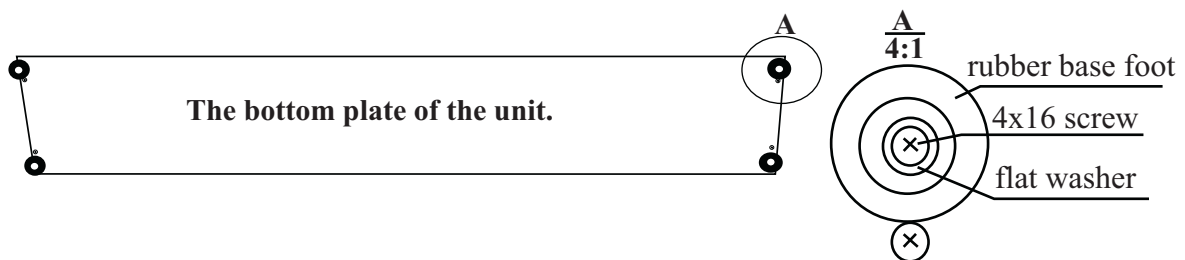 A
The bottom plate of the unit.
A
4:1
rubber base foot
4x16 screw
flat washer